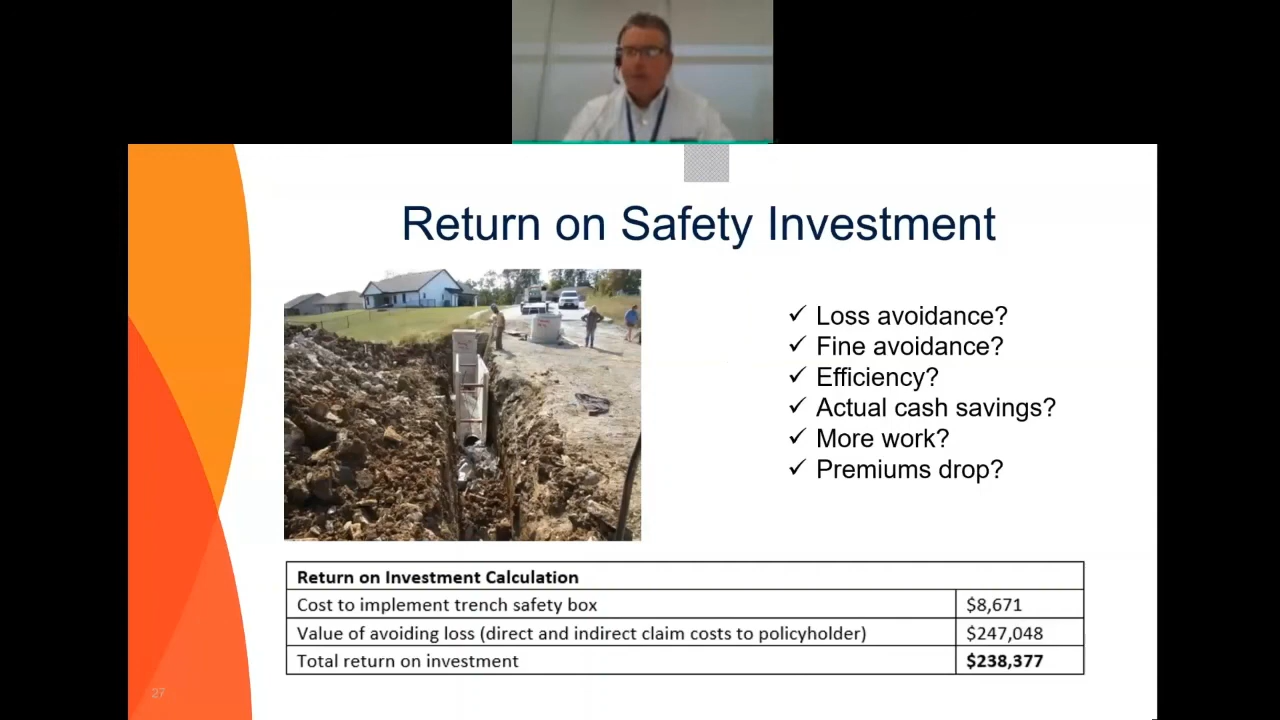 Return on Safety Investment
✓ Loss avoidance?
✓ Fine avoidance?
✓ Efficiency?
✓ Actual cash savings?
✓ More work?
✓ Premiums drop?
Return on Investment Calculation
Cost to implement trench safety box $8,671
Value of avoiding loss (direct and indirect claim costs to policyholder) $247,048
Total return on investment $238,377
27